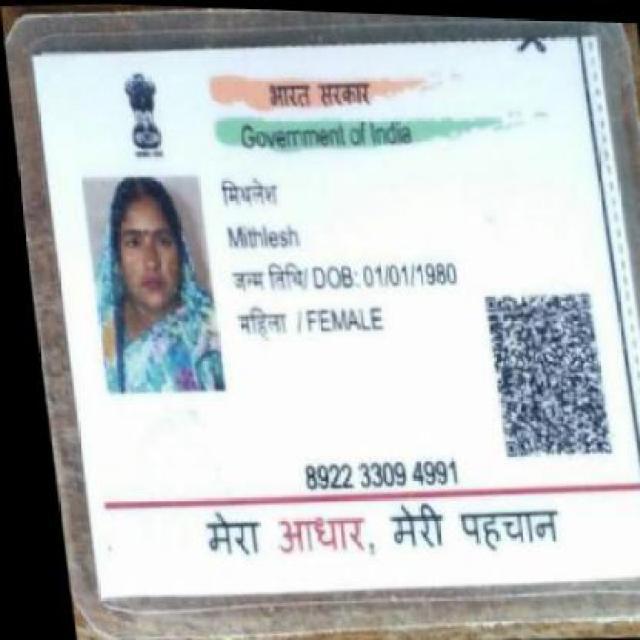 भारत सरकार
Government of India
मिथलेश
Mithlesh
जन्म तिथि/ DOB: 01/01/1980
महिला / FEMALE
8922 3309 4991
मेरा आधार, मेरी पहचान